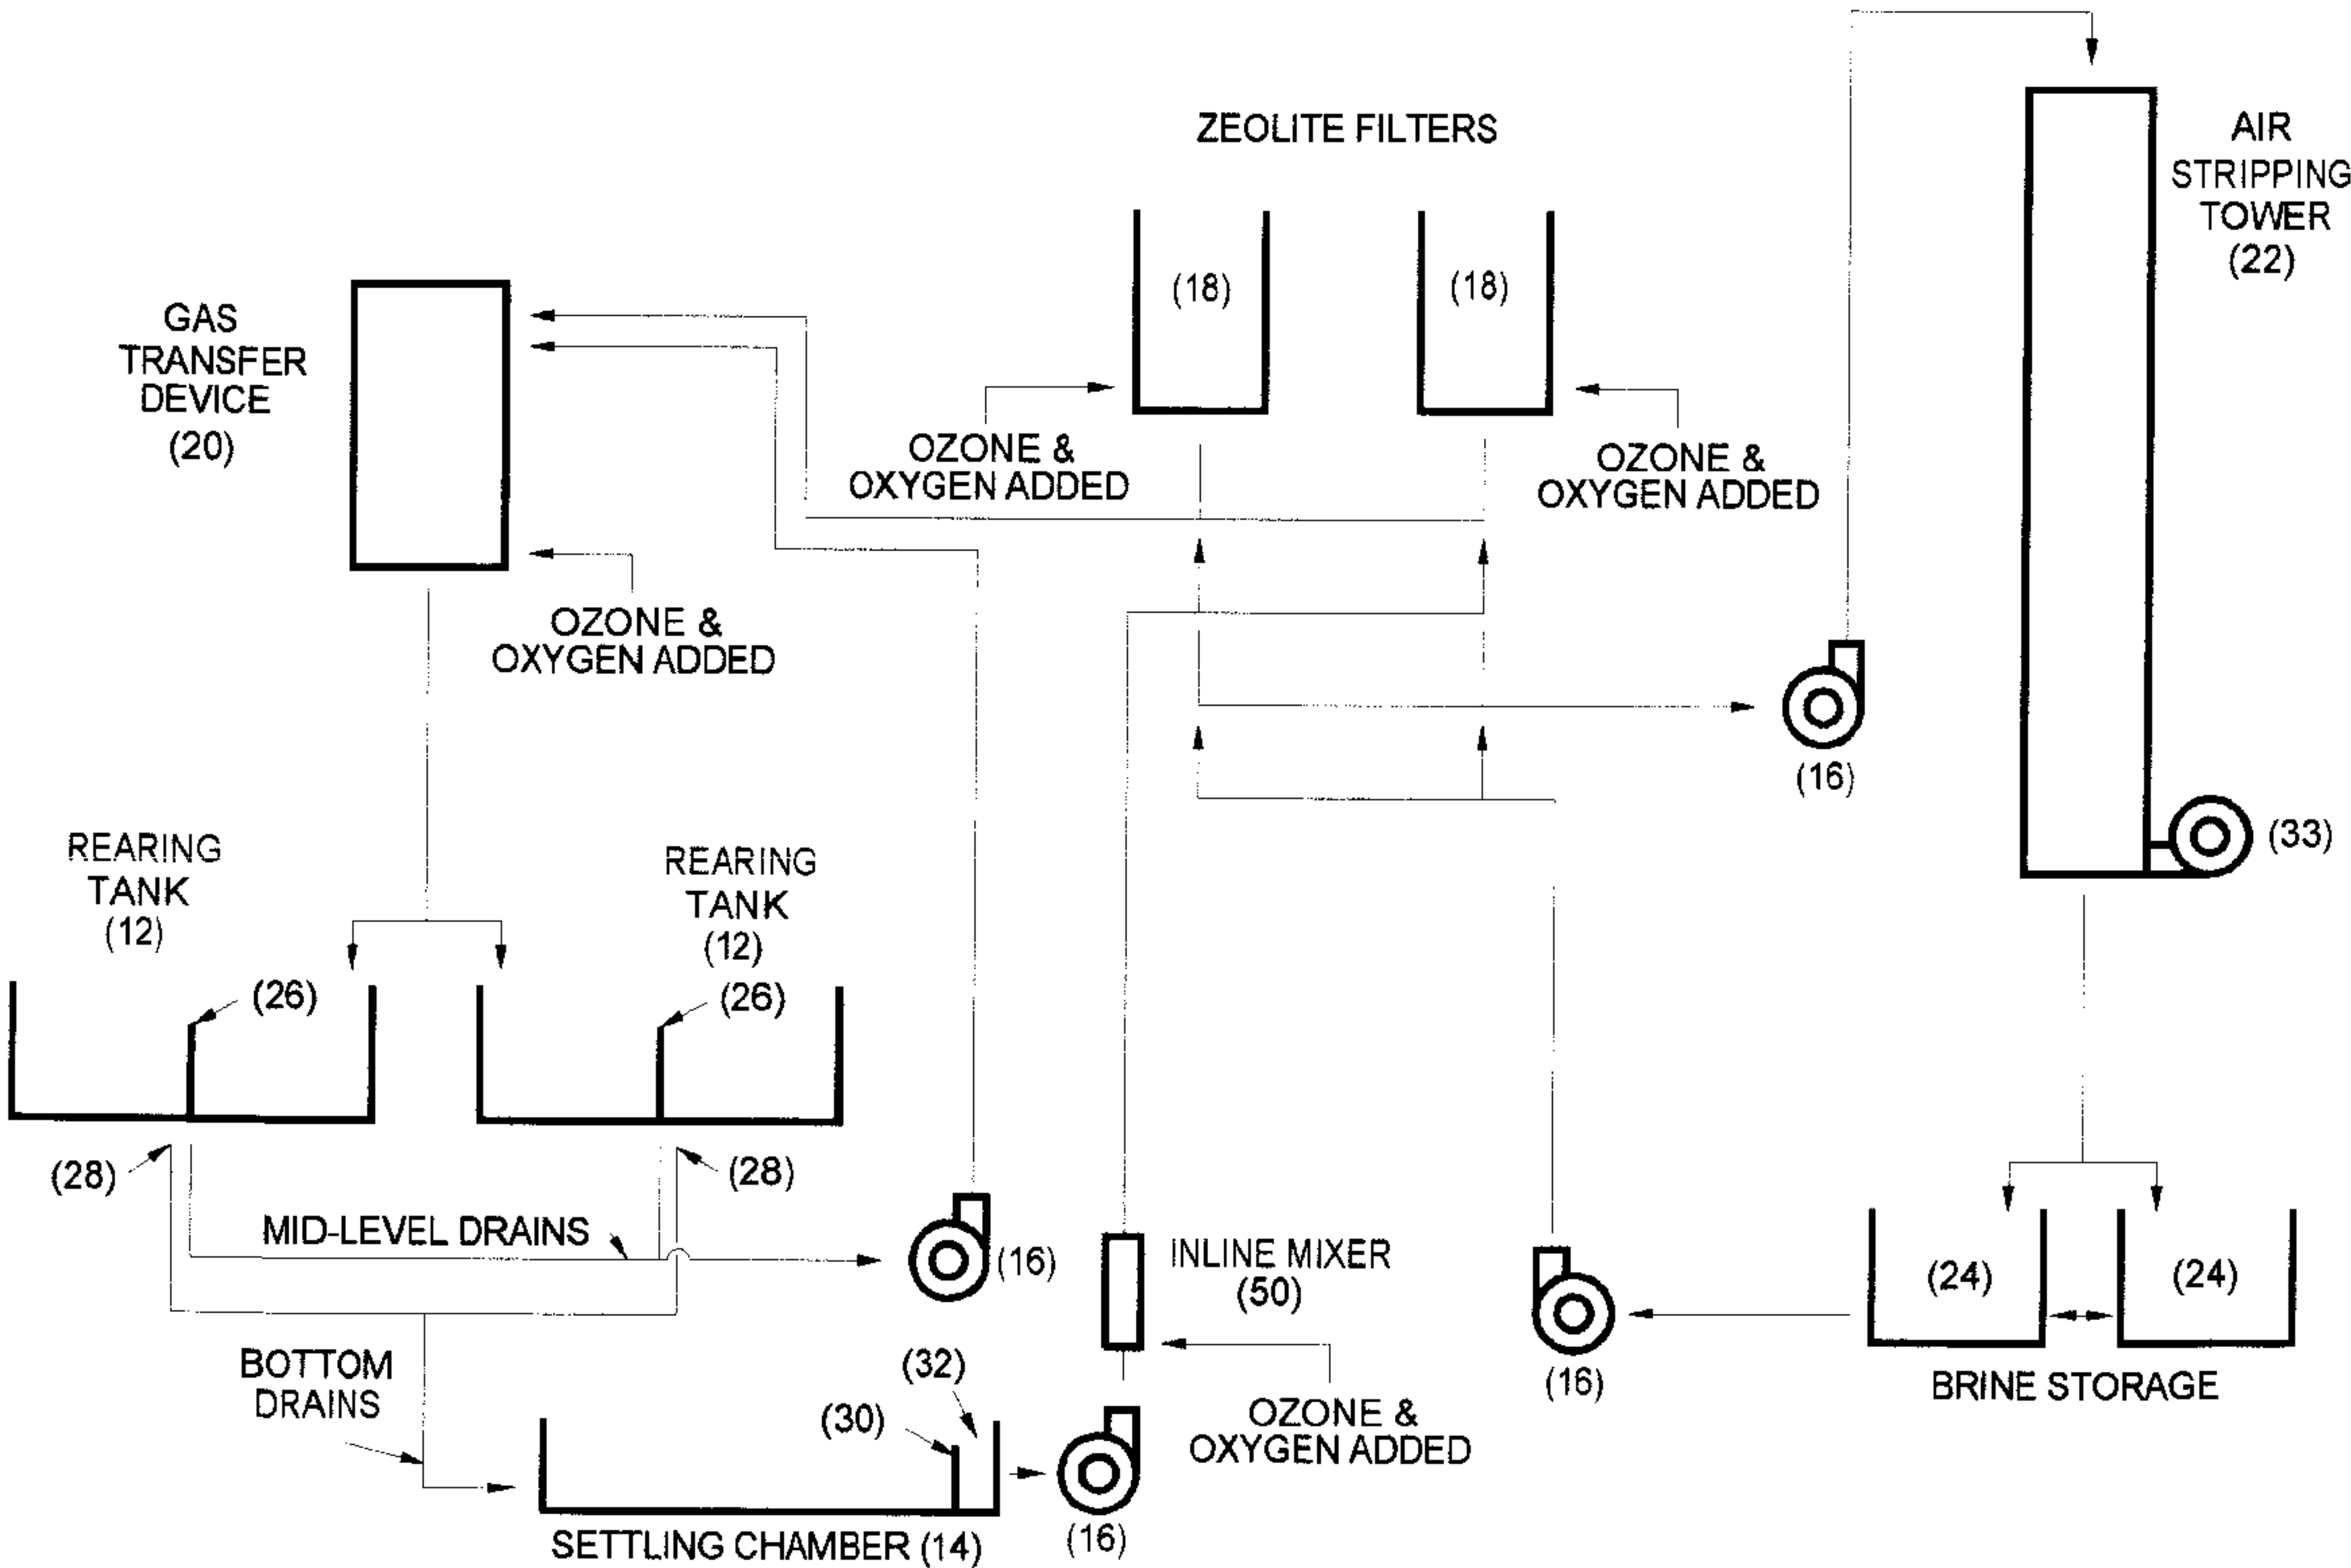 ZEOLITE FILTERS
AIR
STRIPPING
TOWER
(22)
(18)
(18)
GAS
TRANSFER
DEVICE
(20)
OZONE &
OXYGEN ADDED
OZONE &
OXYGEN ADDED
OZONE &
OXYGEN ADDED
(16)
(33)
REARING
TANK
(12)
REARING
TANK
(12)
(26)
(26)
(28)
(28)
MID-LEVEL DRAINS
(16)
INLINE MIXER
(50)
(24)
(24)
BOTTOM
DRAINS
(32)
(30)
(16)
BRINE STORAGE
OZONE &
OXYGEN ADDED
SETTLING CHAMBER (14)
(16)